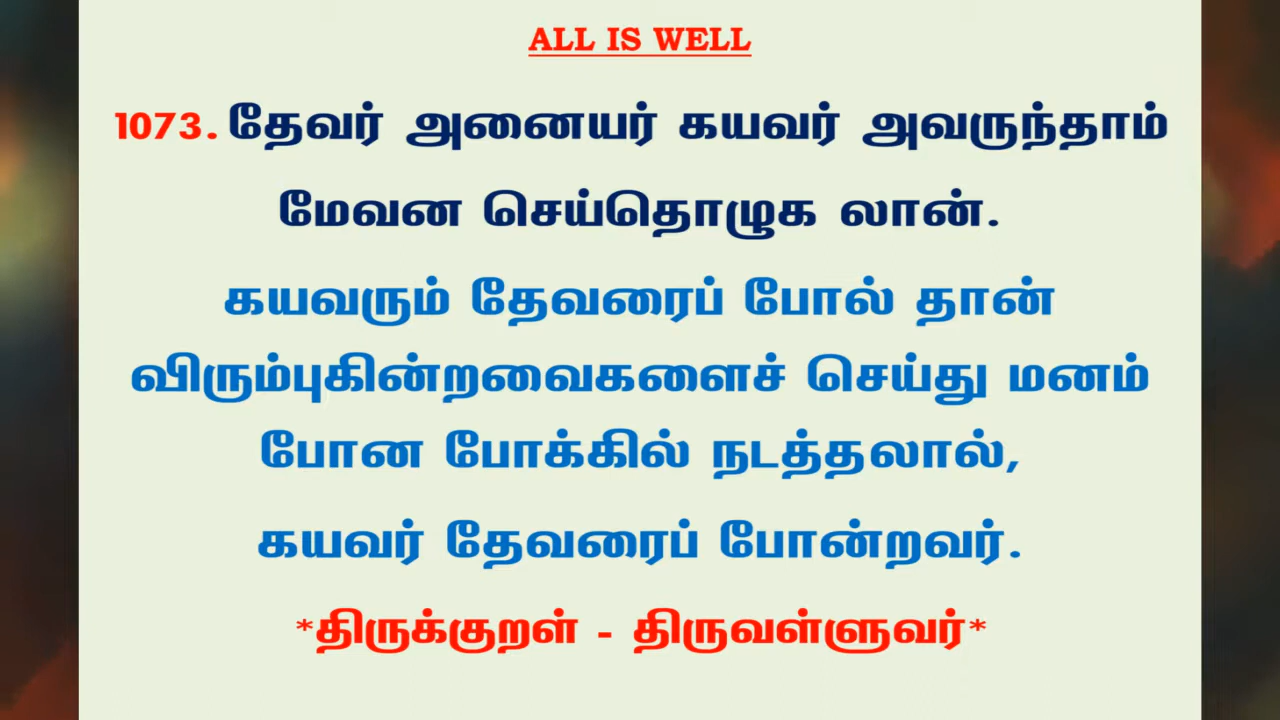 ALL IS WELL
1073. தேவர் அனையர் கயவர் அவருந்தாம்
மேவன செய்தொழுக லான்.
கயவரும் தேவரைப் போல் தான்
விரும்புகின்றவைகளைச் செய்து மனம்
போன போக்கில் நடத்தலால்,
கயவர் தேவரைப் போன்றவர்.
*திருக்குறள் - திருவள்ளுவர்*